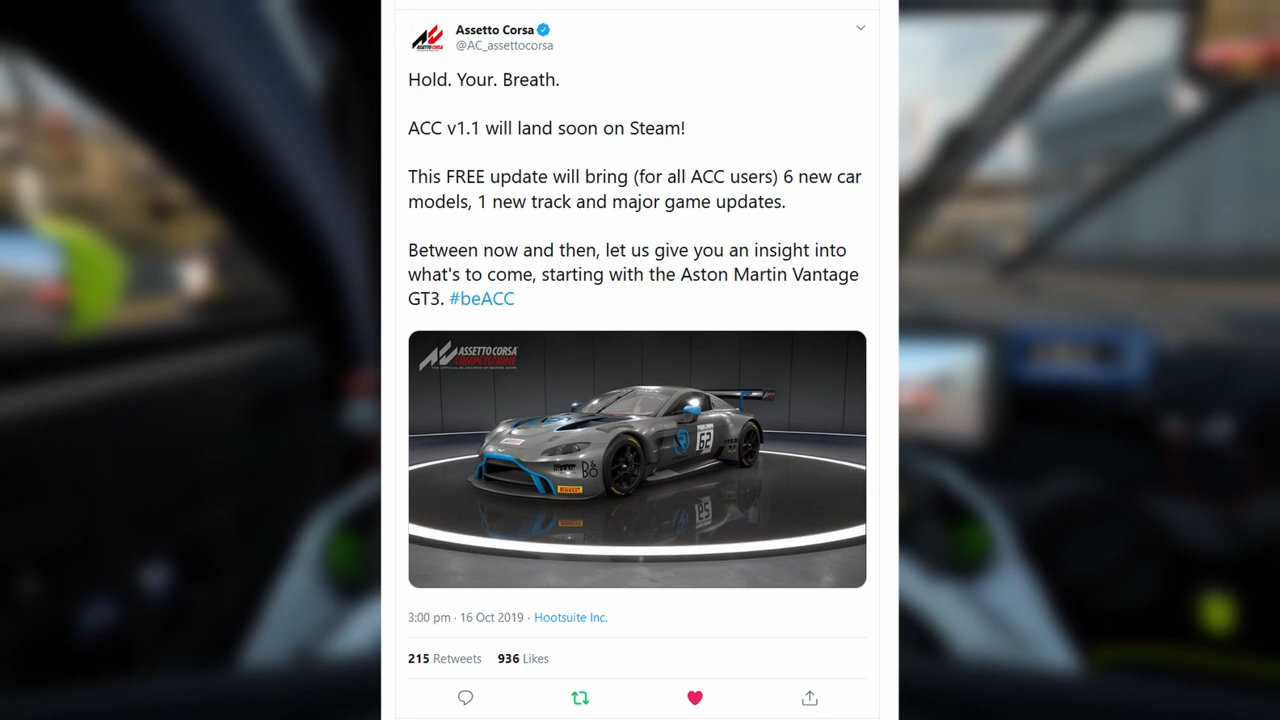 Assetto Corsa
@AC_assettocorsa
Hold. Your. Breath.
ACC v1.1 will land soon on Steam!
This FREE update will bring (for all ACC users) 6 new car
models, 1 new track and major game updates.
Between now and then, let us give you an insight into
what's to come, starting with the Aston Martin Vantage
GT3. #beACC
ASSETTO CORSA
COMPETIZIONE
62
B&O
PIRELLI
3:00 pm · 16 Oct 2019 · Hootsuite Inc.
215 Retweets 936 Likes